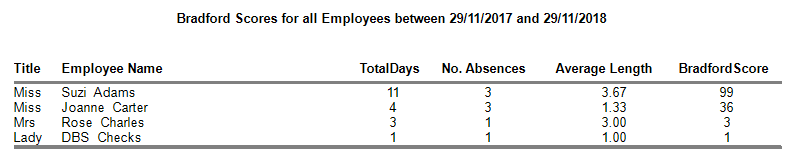 Bradford Scores for all Employees between 29/11/2017 and 29/11/2018
Title Employee Name TotalDays No. Absences Average Length BradfordScore
Miss Suzi Adams 11 3 3.67 99
Miss Joanne Carter 4 3 1.33 36
Mrs Rose Charles 3 1 3.00 3
Lady DBS Checks 1 1 1.00 1